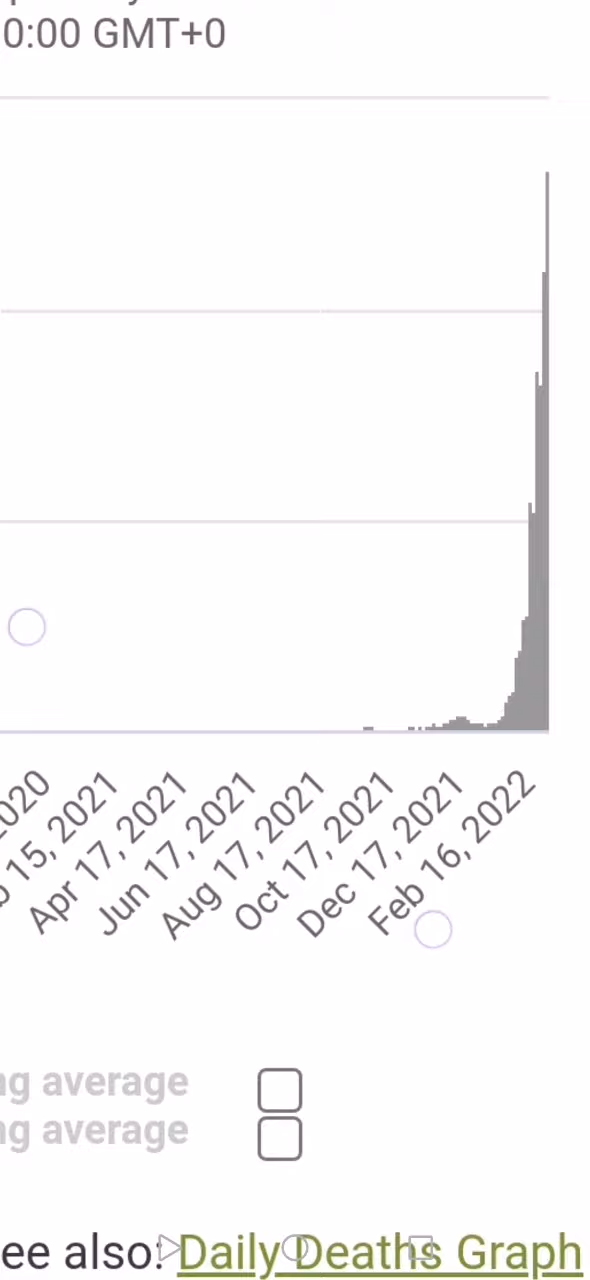 0:00 GMT+0
2020
15, 2021
Apr 17, 2021
Jun 17, 2021
Aug 17, 2021
Oct 17, 2021
Dec 17, 2021
Feb 16, 2022
ng average
ng average
ee also: Daily Deaths Graph